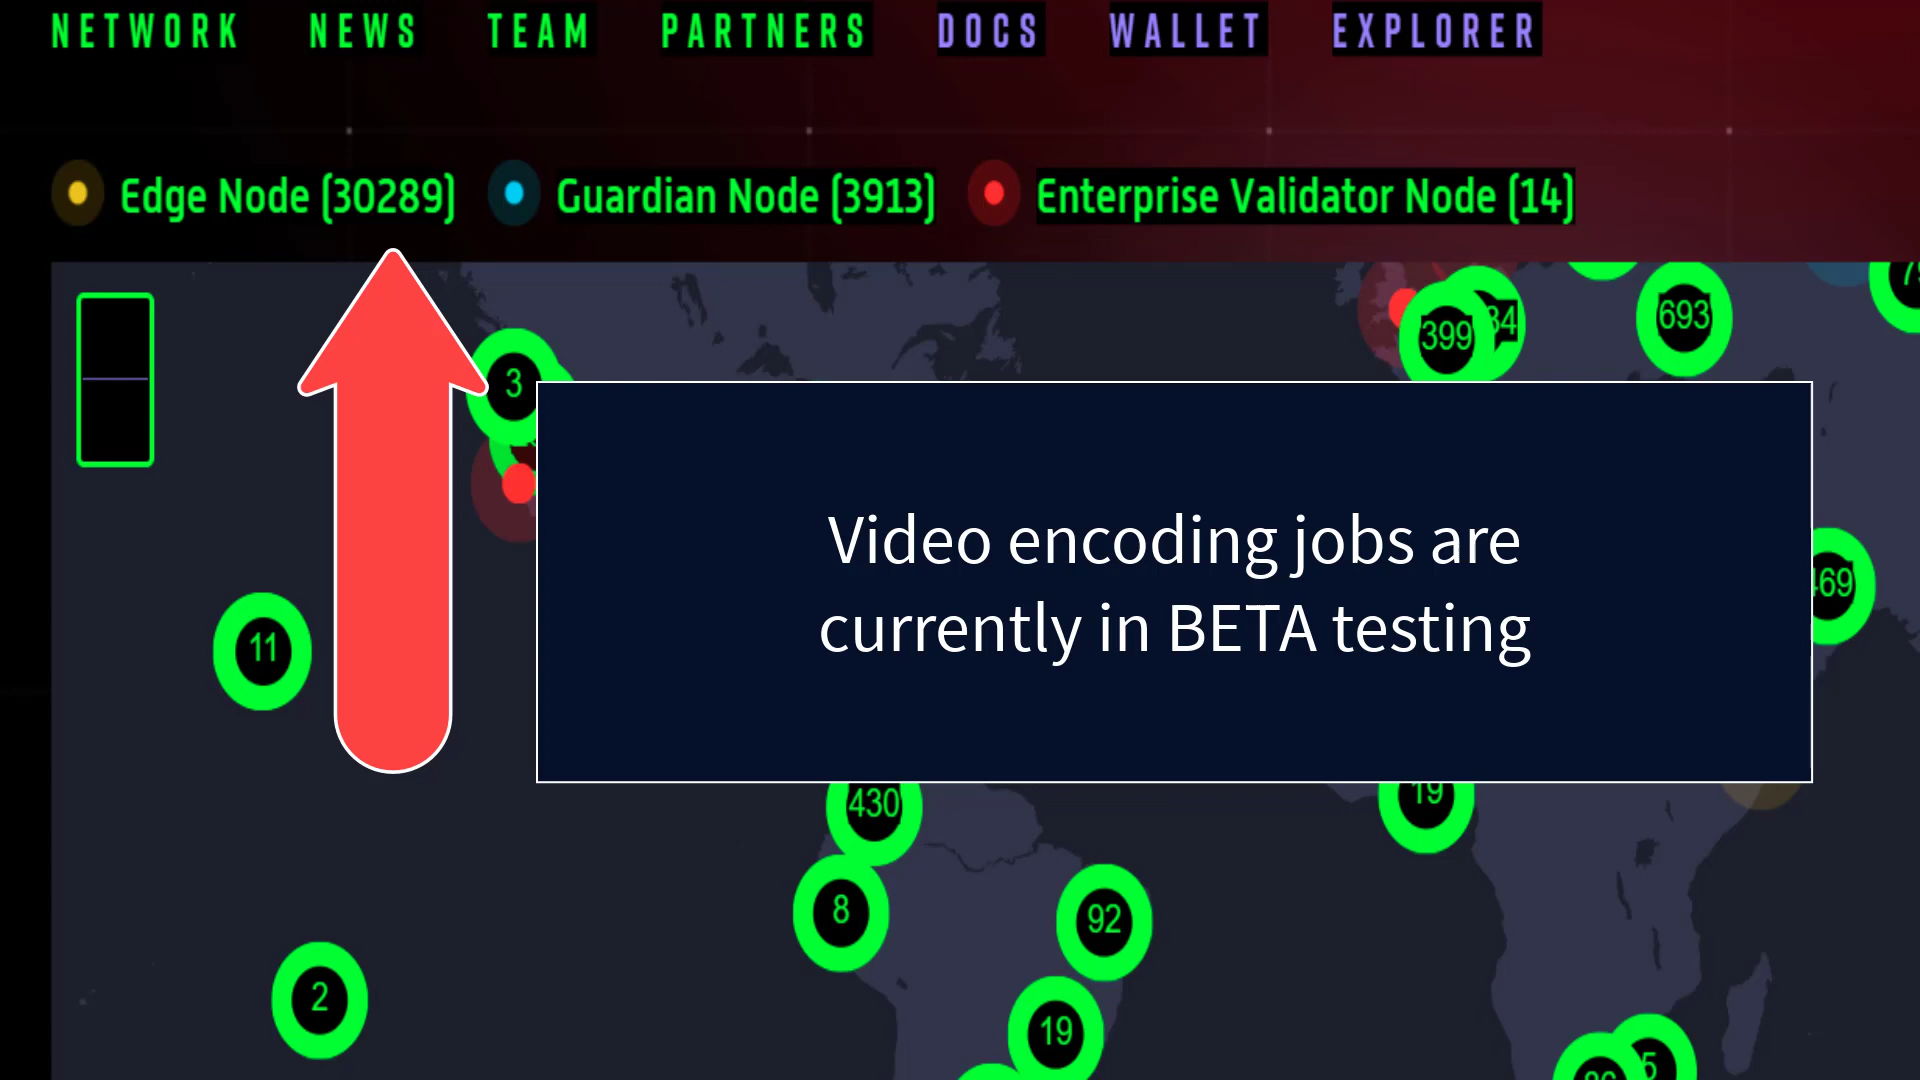 NETWORK NEWS TEAM PARTNERS DOCS WALLET EXPLORER
Edge Node (30289) Guardian Node (3913) Enterprise Validator Node (14)
3
399
693
Video encoding jobs are
currently in BETA testing
11
430
19
8
92
2
19